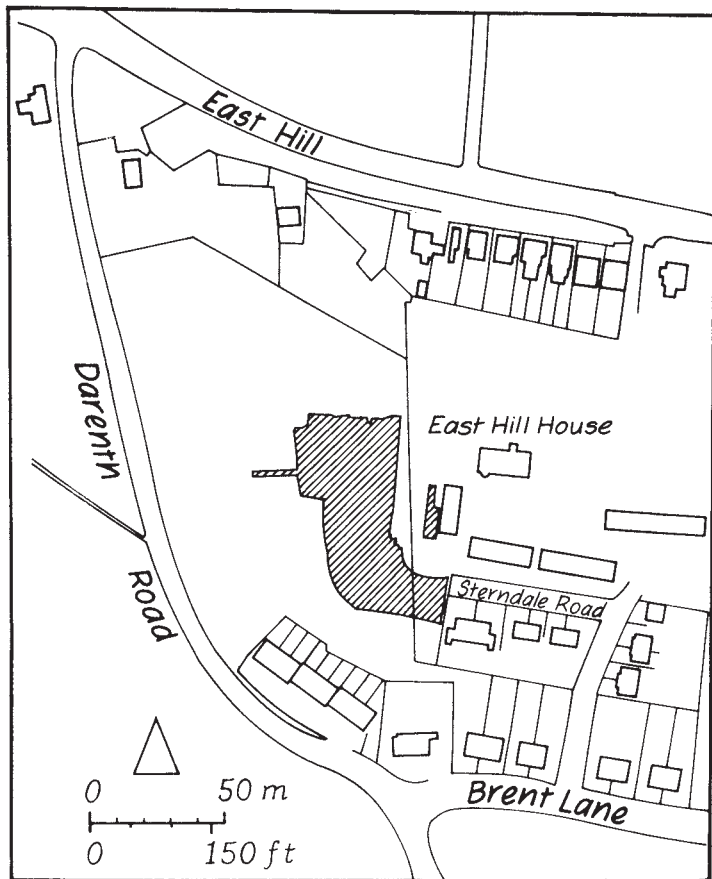 East Hill
Darenth
Road
East Hill House
Sterndale Road
Brent Lane
0 50 m
0 150 ft